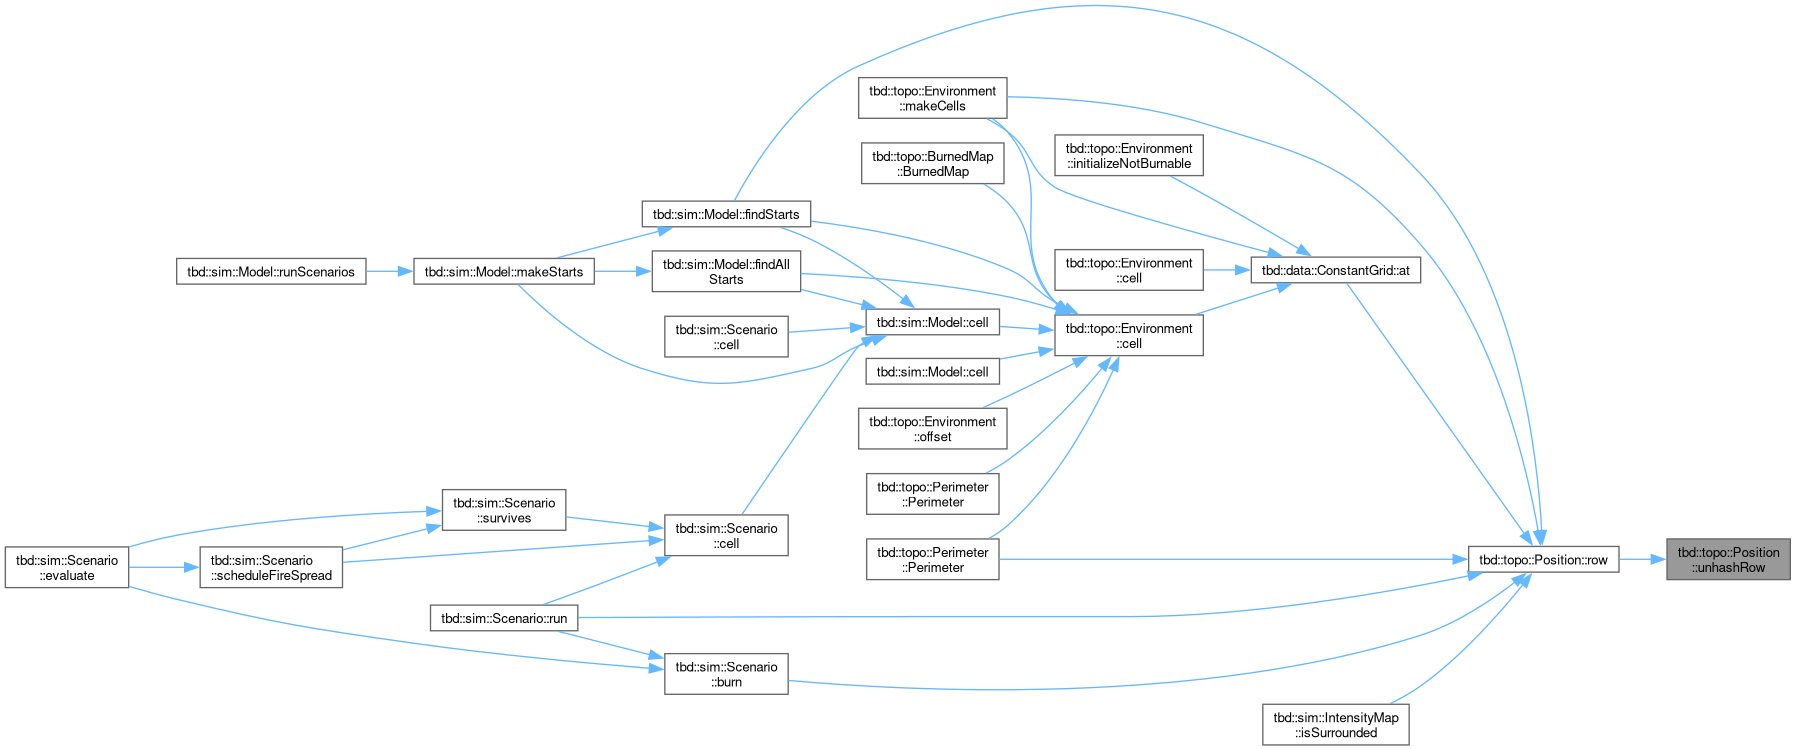 tbd::topo::Environment
::makeCells
tbd::topo::Environment
::initializeNotBurnable
tbd::topo::BurnedMap
::BurnedMap
tbd::sim::Model::findStarts
tbd::sim::Model::runScenarios
tbd::sim::Model::makeStarts
tbd::sim::Model::findAll
Starts
tbd::topo::Environment
::cell
tbd::data::ConstantGrid::at
tbd::sim::Scenario
::cell
tbd::sim::Model::cell
tbd::topo::Environment
::cell
tbd::sim::Model::cell
tbd::topo::Environment
::offset
tbd::topo::Perimeter
::Perimeter
tbd::sim::Scenario
::survives
tbd::sim::Scenario
::cell
tbd::topo::Perimeter
::Perimeter
tbd::sim::Scenario
::evaluate
tbd::sim::Scenario
::scheduleFireSpread
tbd::topo::Position::row
tbd::topo::Position
::unhashRow
tbd::sim::Scenario::run
tbd::sim::Scenario
::burn
tbd::sim::IntensityMap
::isSurrounded